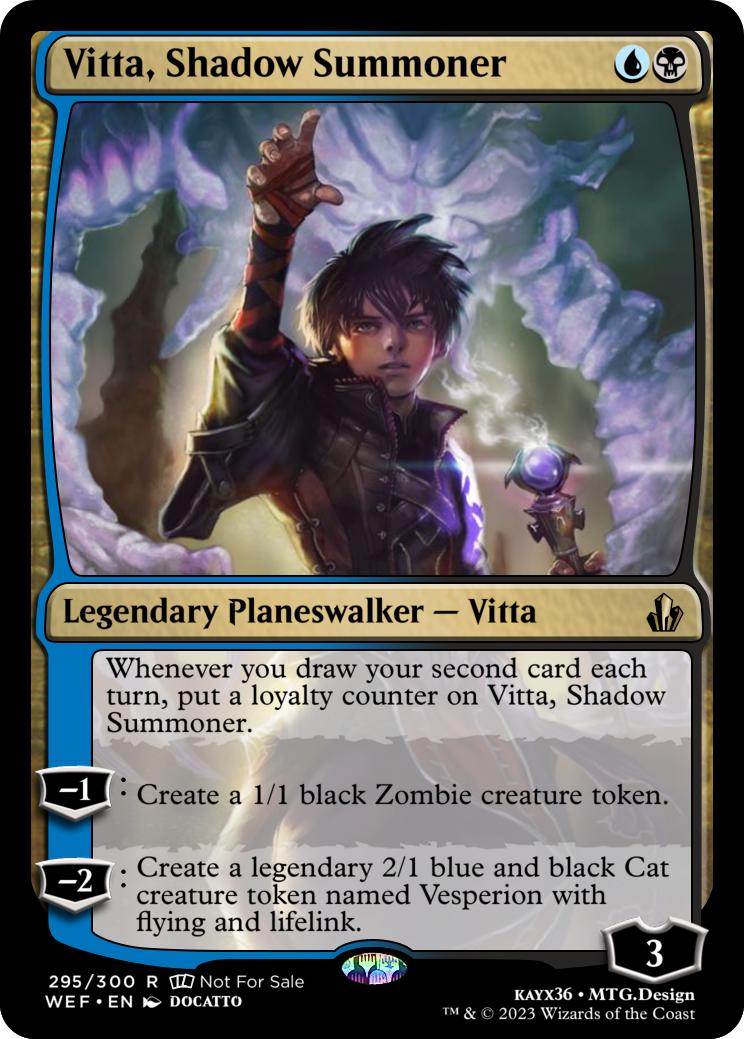 Vitta, Shadow Summoner
Legendary Planeswalker — Vitta
Whenever you draw your second card each
turn, put a loyalty counter on Vitta, Shadow
Summoner.
−1 : Create a 1/1 black Zombie creature token.
−2 : Create a legendary 2/1 blue and black Cat
creature token named Vesperion with
flying and lifelink.
3
295/300 R Not For Sale
WEF • EN DOCATTO
KAYX36 • MTG.Design
™ & © 2023 Wizards of the Coast